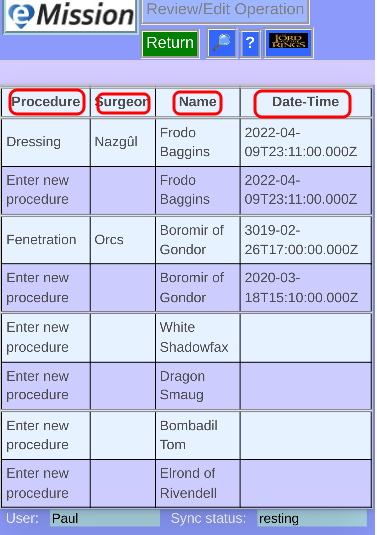 eMission
Review/Edit Operation
Return
?
THE LORD
OF THE RINGS
Procedure Surgeon Name Date-Time
Dressing Nazgûl Frodo Baggins 2022-04-09T23:11:00.000Z
Enter new procedure Frodo Baggins 2022-04-09T23:11:00.000Z
Fenetration Orcs Boromir of Gondor 3019-02-26T17:00:00.000Z
Enter new procedure Boromir of Gondor 2020-03-18T15:10:00.000Z
Enter new procedure White Shadowfax
Enter new procedure Dragon Smaug
Enter new procedure Bombadil Tom
Enter new procedure Elrond of Rivendell
User: Paul Sync status: resting